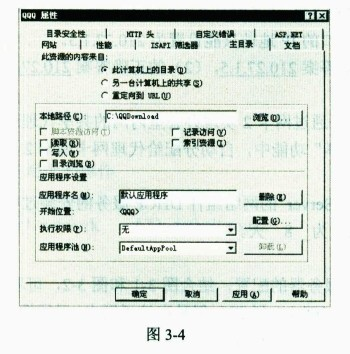 QQQ 属性
目录安全性 HTTP 头 自定义错误 ASP.NET
网站 性能 ISAPI 筛选器 主目录 文档
此资源的内容来自:
此计算机上的目录(D)
另一台计算机上的共享(S)
重定向到 URL(U)
本地路径(C): C:\QQDownload 浏览(O)...
脚本资源访问(T) 记录访问(V)
读取(R) 索引资源(I)
写入(W)
目录浏览(B)
应用程序设置
应用程序名(M): 默认应用程序 删除(E)
开始位置: <QQQ>
配置(G)...
执行权限(P): 无
应用程序池(N): DefaultAppPool 卸载(L)
确定 取消 应用(A) 帮助
图 3-4